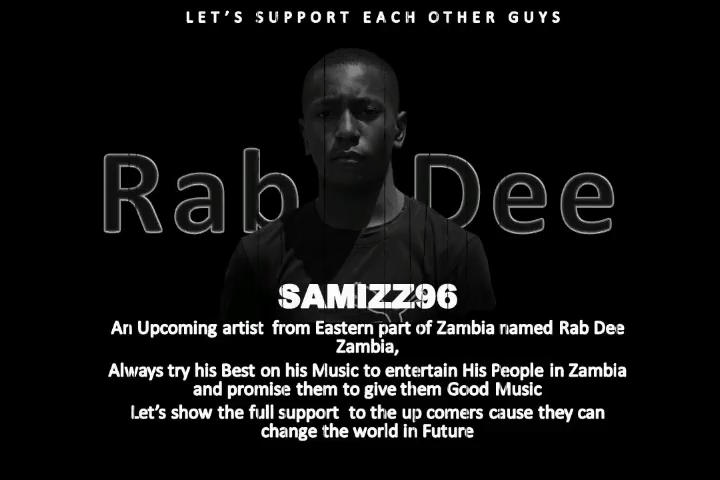 LET'S SUPPORT EACH OTHER GUYS
Rab Dee
SAMIZZ96
An Upcoming artist from Eastern part of Zambia named Rab Dee
Zambia,
Always try his Best on his Music to entertain His People in Zambia
and promise them to give them Good Music
Let's show the full support to the up comers cause they can
change the world in Future